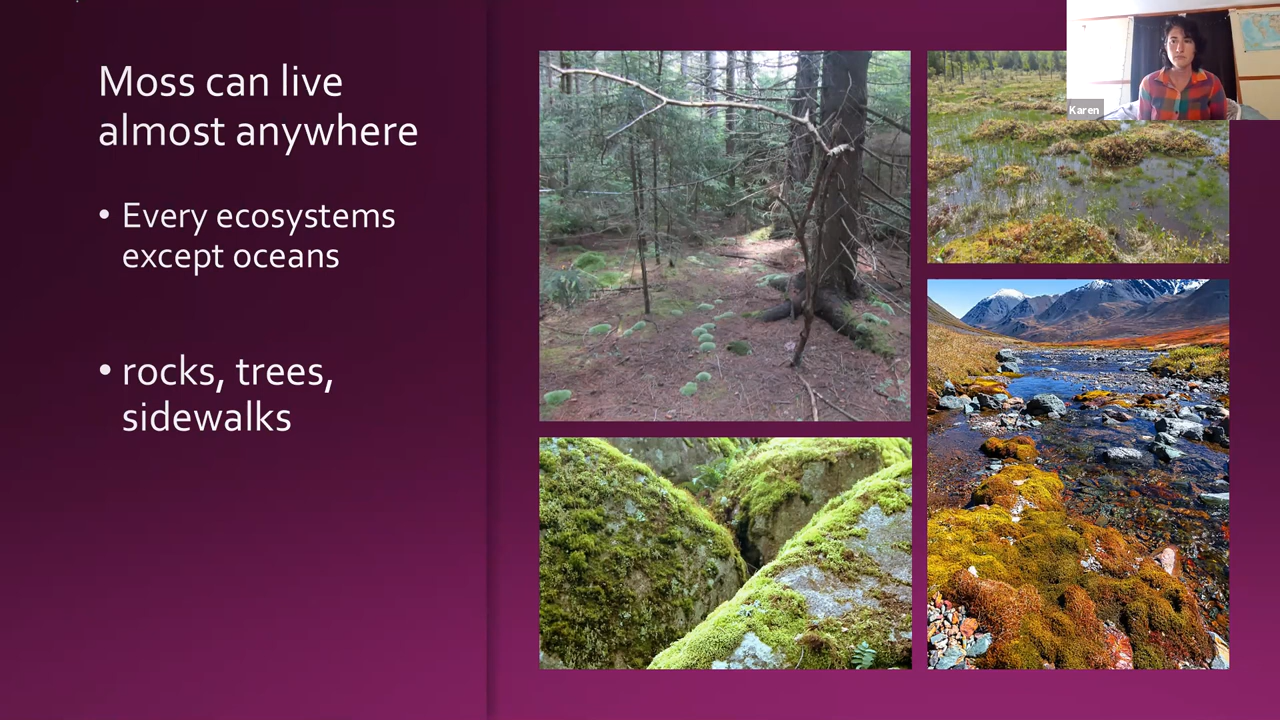 Moss can live
almost anywhere
• Every ecosystems
except oceans
• rocks, trees,
sidewalks
Karen